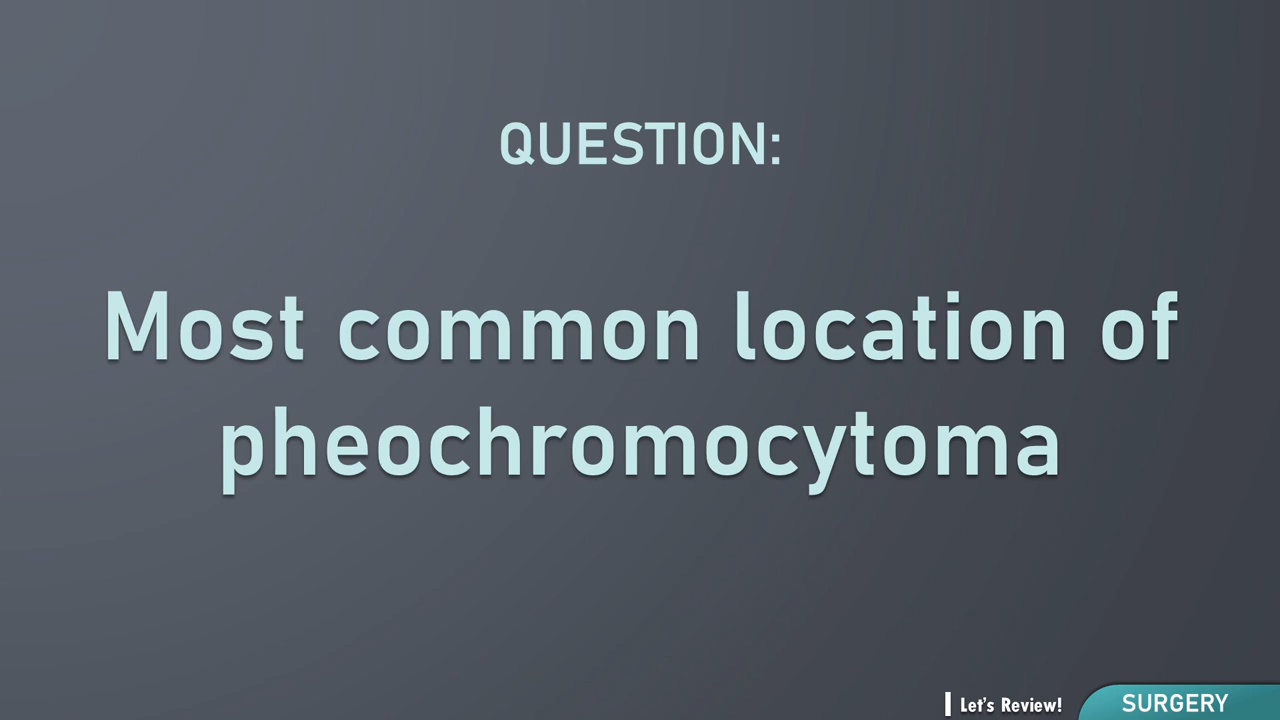 QUESTION:
Most common location of
pheochromocytoma
Let's Review!
SURGERY